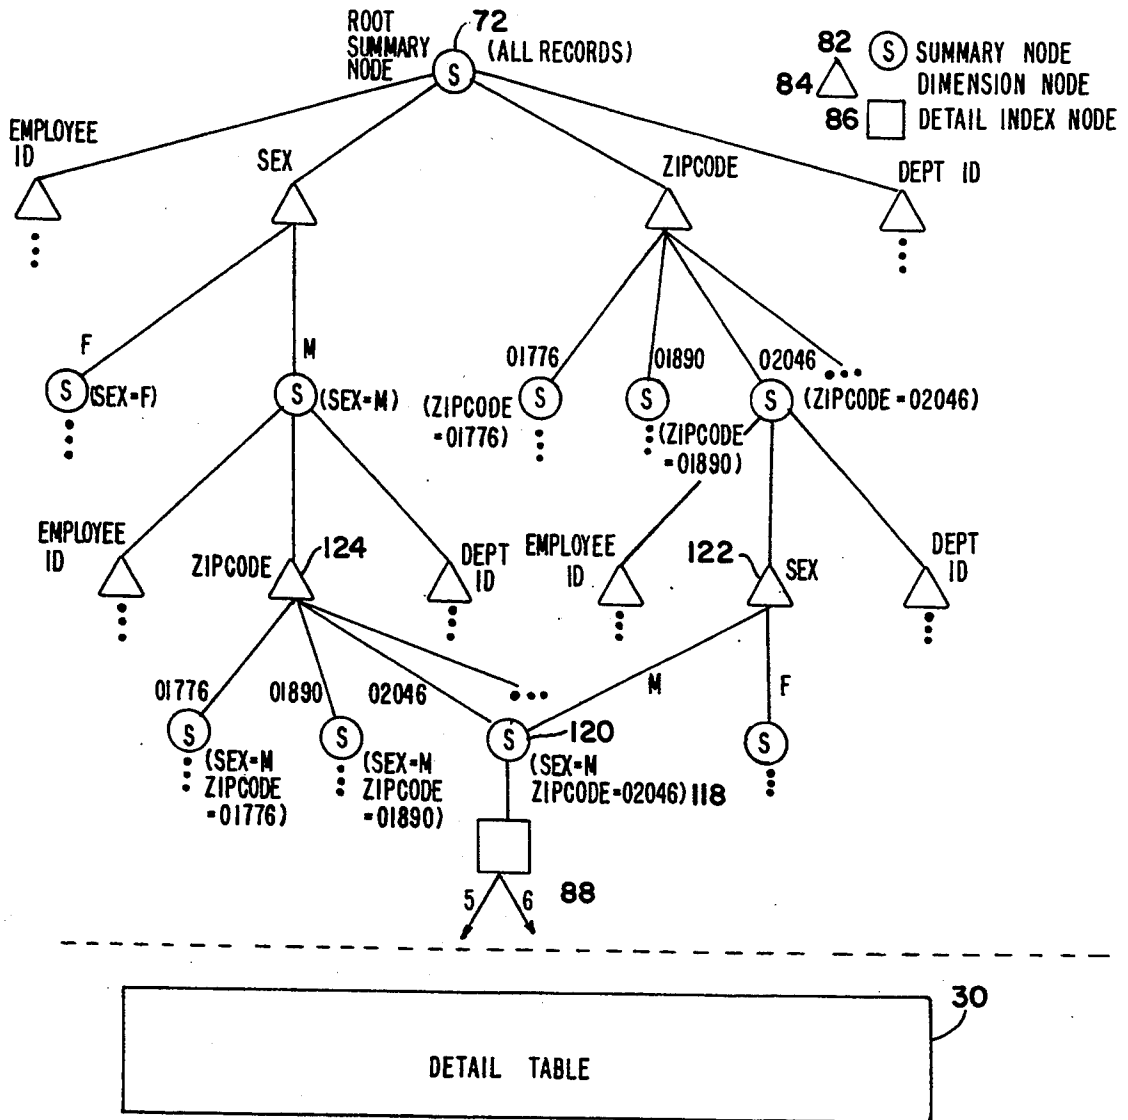 ROOT
SUMMARY
NODE
72
(ALL RECORDS)
S
82
S SUMMARY NODE
84
DIMENSION NODE
86
DETAIL INDEX NODE
EMPLOYEE
ID
SEX
ZIPCODE
DEPT ID
F
M
01776
01890
02046
...
S
(SEX=F)
S
(SEX=M)
S
(ZIPCODE
=01776)
S
(ZIPCODE
=01890)
S
(ZIPCODE=02046)
EMPLOYEE
ID
ZIPCODE
124
DEPT
ID
EMPLOYEE
ID
122
SEX
DEPT
ID
01776
01890
02046
...
M
F
S
(SEX=M
ZIPCODE
=01776)
S
(SEX=M
ZIPCODE
=01890)
S
120
(SEX=M
ZIPCODE=02046) 118
S
5
6
88
30
DETAIL TABLE